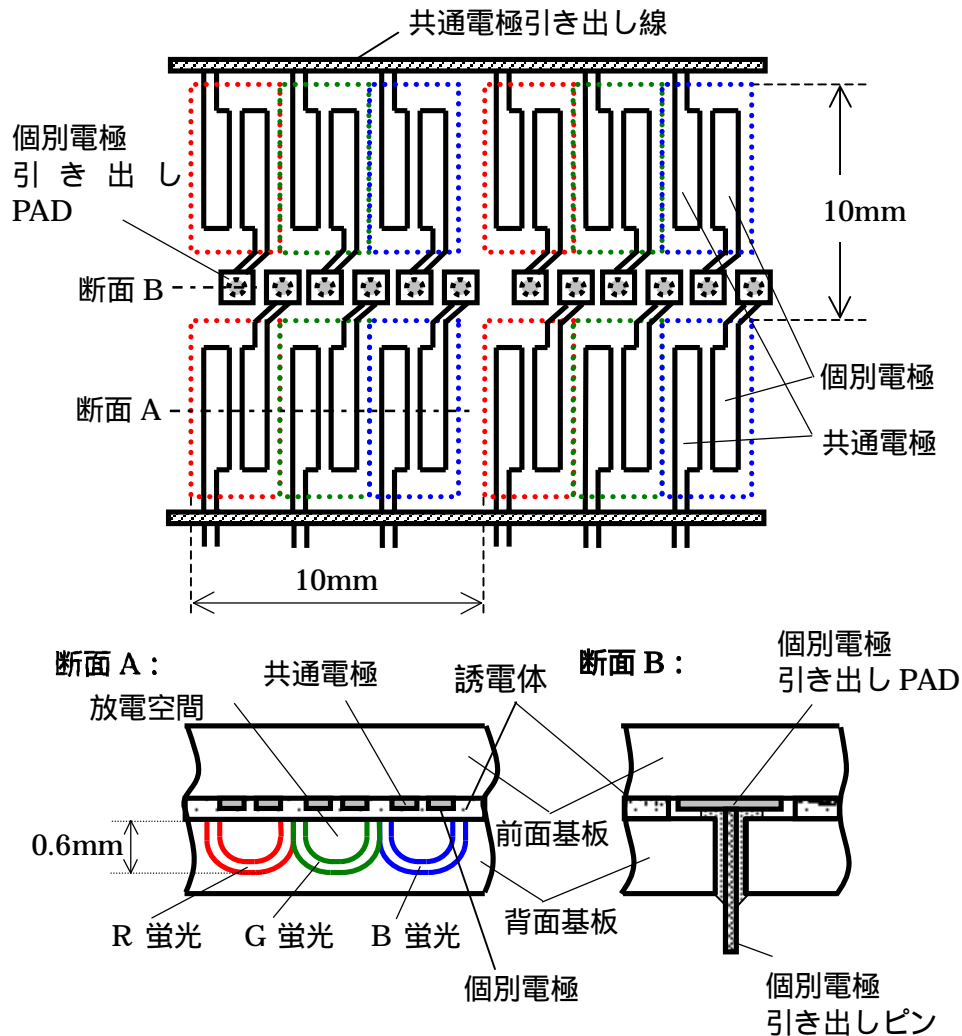 共通電極引き出し線
個別電極
引き出し
PAD
10mm
断面 B
断面 A
個別電極
共通電極
10mm
断面 A：
共通電極
放電空間
誘電体
0.6mm
前面基板
R 蛍光
G 蛍光
B 蛍光
背面基板
個別電極
断面 B：
個別電極
引き出し PAD
個別電極
引き出しピン